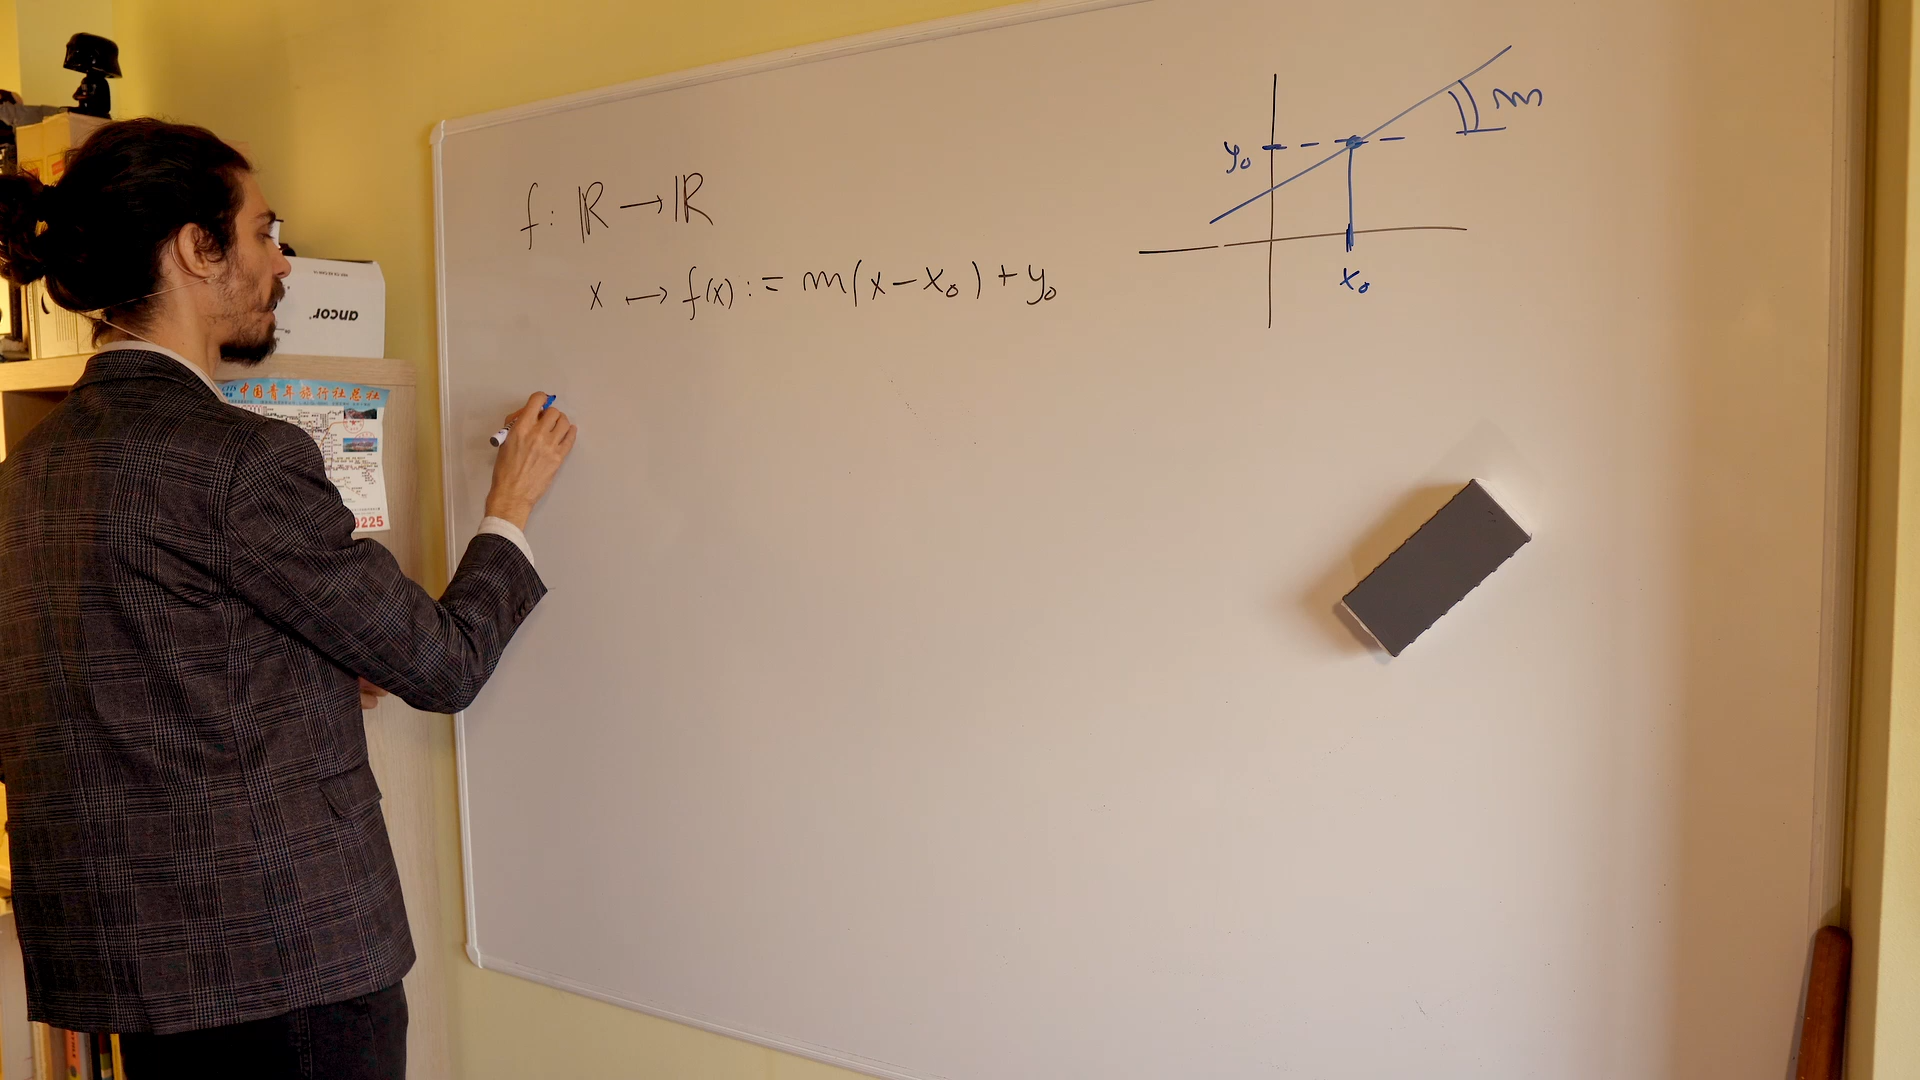 f: ℝ → ℝ
x ↦ f(x) := m(x - x₀) + y₀
y₀
m
x₀
ancor.
中国青年旅行社总社
9225